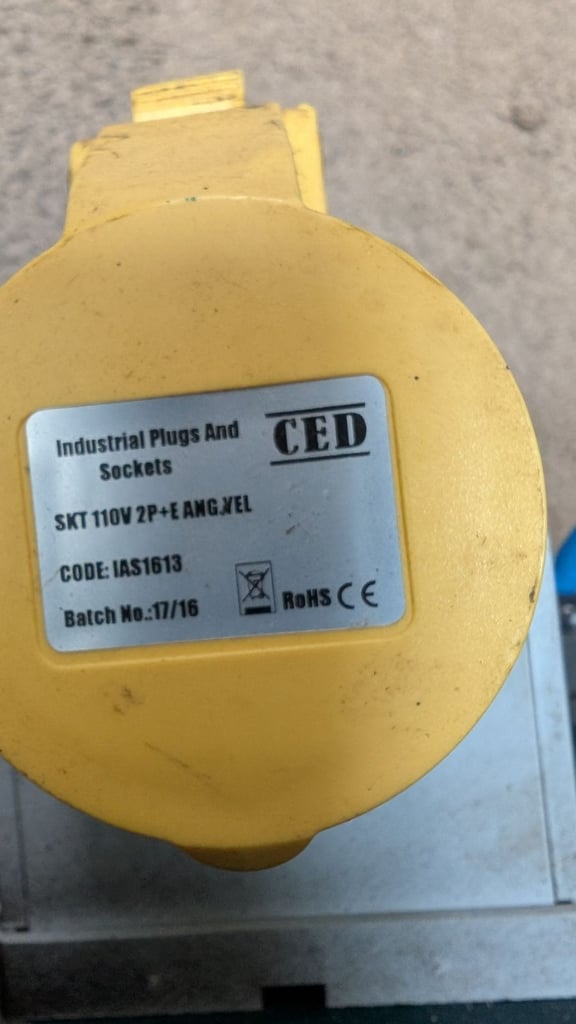 Industrial Plugs And
Sockets
CED
SKT 110V 2P+E ANG.YEL
CODE: IAS1613
Batch No.:17/16
RoHS CE